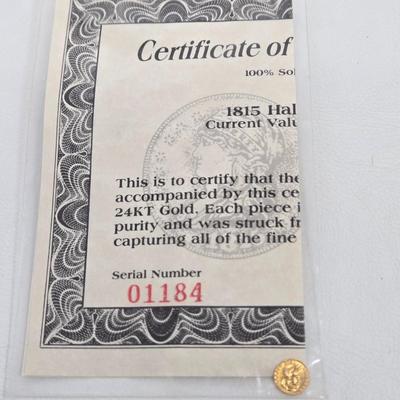 Certificate of
100% Sol
1815 Hal
Current Valu
This is to certify that the
accompanied by this ce
24KT Gold. Each piece i
purity and was struck fr
capturing all of the fine
Serial Number
01184